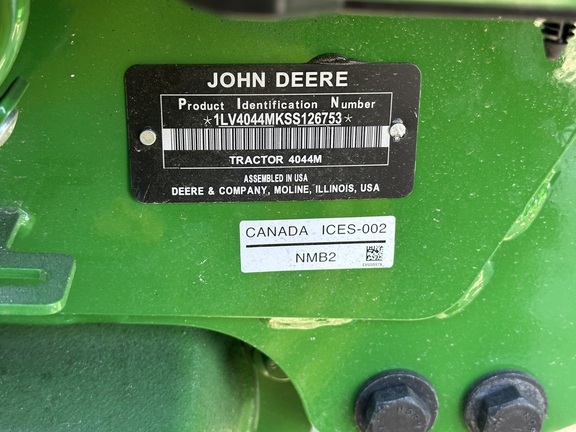 JOHN DEERE
Product Identification Number
*1LV4044MKSS126753*
TRACTOR 4044M
ASSEMBLED IN USA
DEERE & COMPANY, MOLINE, ILLINOIS, USA
CANADA ICES-002
NMB2